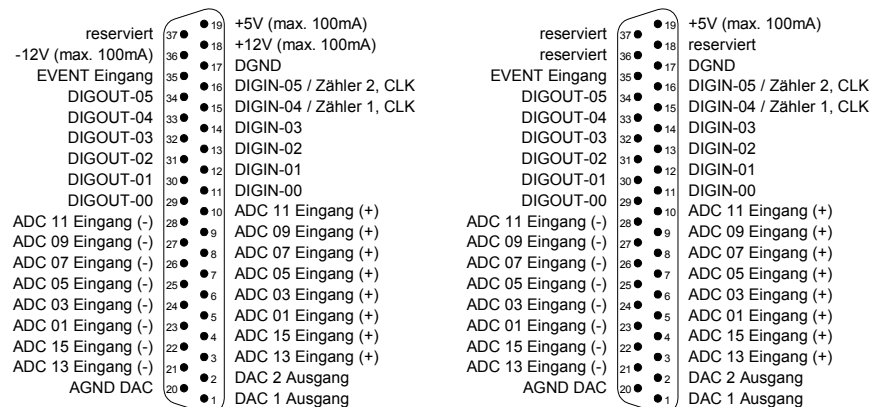 reserviert 37 19 +5V (max. 100mA)
-12V (max. 100mA) 36 18 +12V (max. 100mA)
EVENT Eingang 35 17 DGND
DIGOUT-05 34 16 DIGIN-05 / Zähler 2, CLK
DIGOUT-04 33 15 DIGIN-04 / Zähler 1, CLK
DIGOUT-03 32 14 DIGIN-03
DIGOUT-02 31 13 DIGIN-02
DIGOUT-01 30 12 DIGIN-01
DIGOUT-00 29 11 DIGIN-00
ADC 11 Eingang (-) 28 10 ADC 11 Eingang (+)
ADC 09 Eingang (-) 27 9 ADC 09 Eingang (+)
ADC 07 Eingang (-) 26 8 ADC 07 Eingang (+)
ADC 05 Eingang (-) 25 7 ADC 05 Eingang (+)
ADC 03 Eingang (-) 24 6 ADC 03 Eingang (+)
ADC 01 Eingang (-) 23 5 ADC 01 Eingang (+)
ADC 15 Eingang (-) 22 4 ADC 15 Eingang (+)
ADC 13 Eingang (-) 21 3 ADC 13 Eingang (+)
AGND DAC 20 2 DAC 2 Ausgang
1 DAC 1 Ausgang
reserviert 37 19 +5V (max. 100mA)
reserviert 36 18 reserviert
EVENT Eingang 35 17 DGND
DIGOUT-05 34 16 DIGIN-05 / Zähler 2, CLK
DIGOUT-04 33 15 DIGIN-04 / Zähler 1, CLK
DIGOUT-03 32 14 DIGIN-03
DIGOUT-02 31 13 DIGIN-02
DIGOUT-01 30 12 DIGIN-01
DIGOUT-00 29 11 DIGIN-00
ADC 11 Eingang (-) 28 10 ADC 11 Eingang (+)
ADC 09 Eingang (-) 27 9 ADC 09 Eingang (+)
ADC 07 Eingang (-) 26 8 ADC 07 Eingang (+)
ADC 05 Eingang (-) 25 7 ADC 05 Eingang (+)
ADC 03 Eingang (-) 24 6 ADC 03 Eingang (+)
ADC 01 Eingang (-) 23 5 ADC 01 Eingang (+)
ADC 15 Eingang (-) 22 4 ADC 15 Eingang (+)
ADC 13 Eingang (-) 21 3 ADC 13 Eingang (+)
AGND DAC 20 2 DAC 2 Ausgang
1 DAC 1 Ausgang